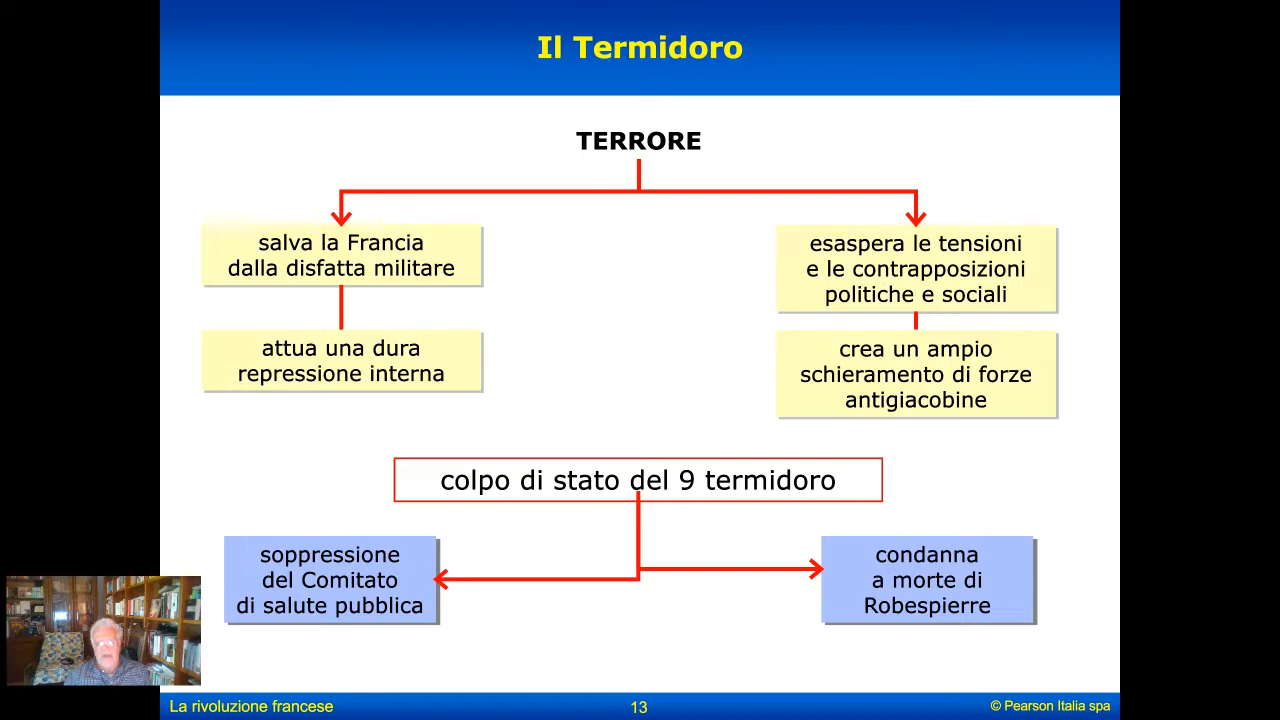 Il Termidoro
TERRORE
salva la Francia
dalla disfatta militare
attua una dura
repressione interna
esaspera le tensioni
e le contrapposizioni
politiche e sociali
crea un ampio
schieramento di forze
antigiacobine
colpo di stato del 9 termidoro
soppressione
del Comitato
di salute pubblica
condanna
a morte di
Robespierre
La rivoluzione francese
13
© Pearson Italia spa